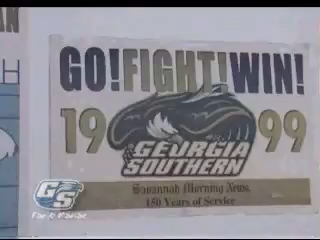 GO!FIGHT!WIN!
19 99
GEORGIA
SOUTHERN
Savannah Morning News.
150 Years of Service
GS